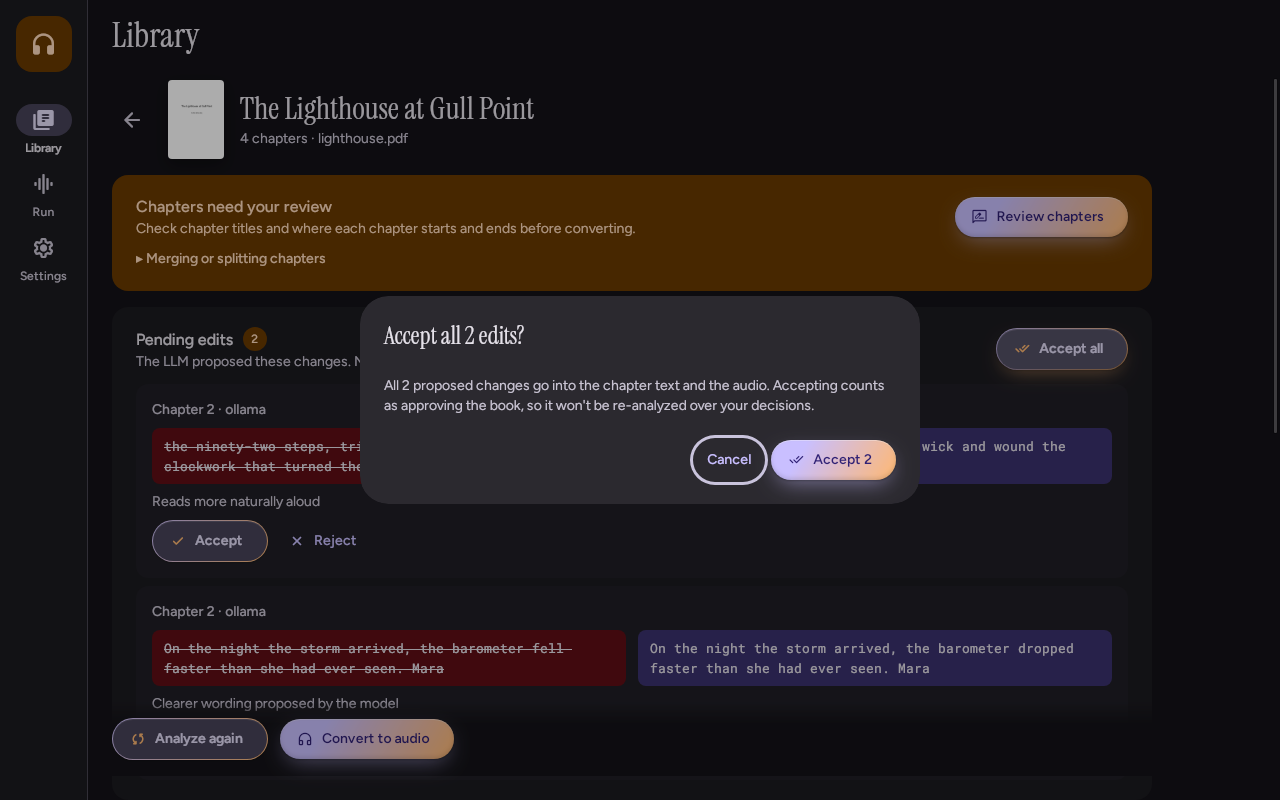 Library
Library
Run
Settings
The Lighthouse at Gull Point
4 chapters · lighthouse.pdf
Chapters need your review
Check chapter titles and where each chapter starts and ends before converting.
▸ Merging or splitting chapters
Review chapters
Pending edits 2
The LLM proposed these changes.
Accept all
Accept all 2 edits?
All 2 proposed changes go into the chapter text and the audio. Accepting counts
as approving the book, so it won't be re-analyzed over your decisions.
Cancel
Accept 2
Chapter 2 · ollama
the ninety-two steps,
clockwork that turned
wick and wound the
Reads more naturally aloud
Accept
Reject
Chapter 2 · ollama
On the night the storm arrived, the barometer fell
faster than she had ever seen. Mara
On the night the storm arrived, the barometer dropped
faster than she had ever seen. Mara
Clearer wording proposed by the model
Analyze again
Convert to audio